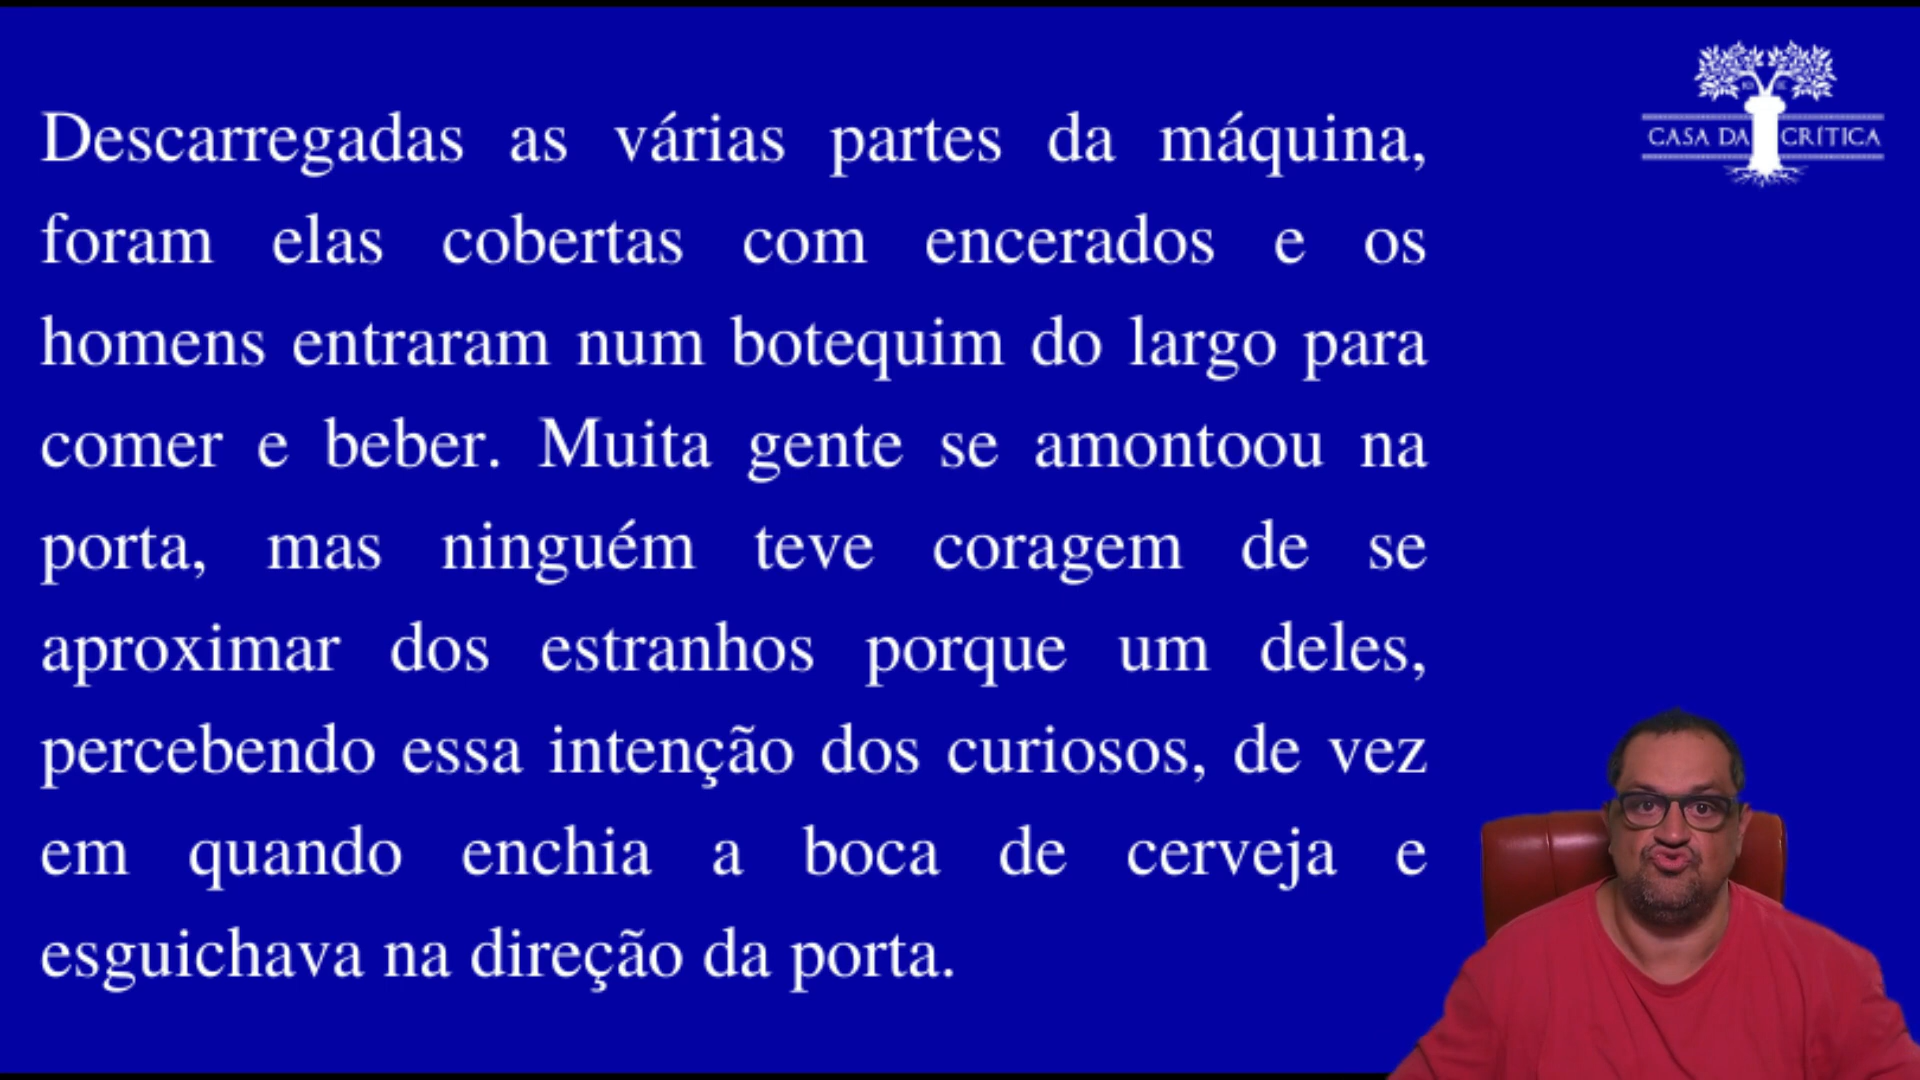 Descarregadas as várias partes da máquina,
foram elas cobertas com encerados e os
homens entraram num botequim do largo para
comer e beber. Muita gente se amontoou na
porta, mas ninguém teve coragem de se
aproximar dos estranhos porque um deles,
percebendo essa intenção dos curiosos, de vez
em quando enchia a boca de cerveja e
esguichava na direção da porta.
CASA DA CRÍTICA